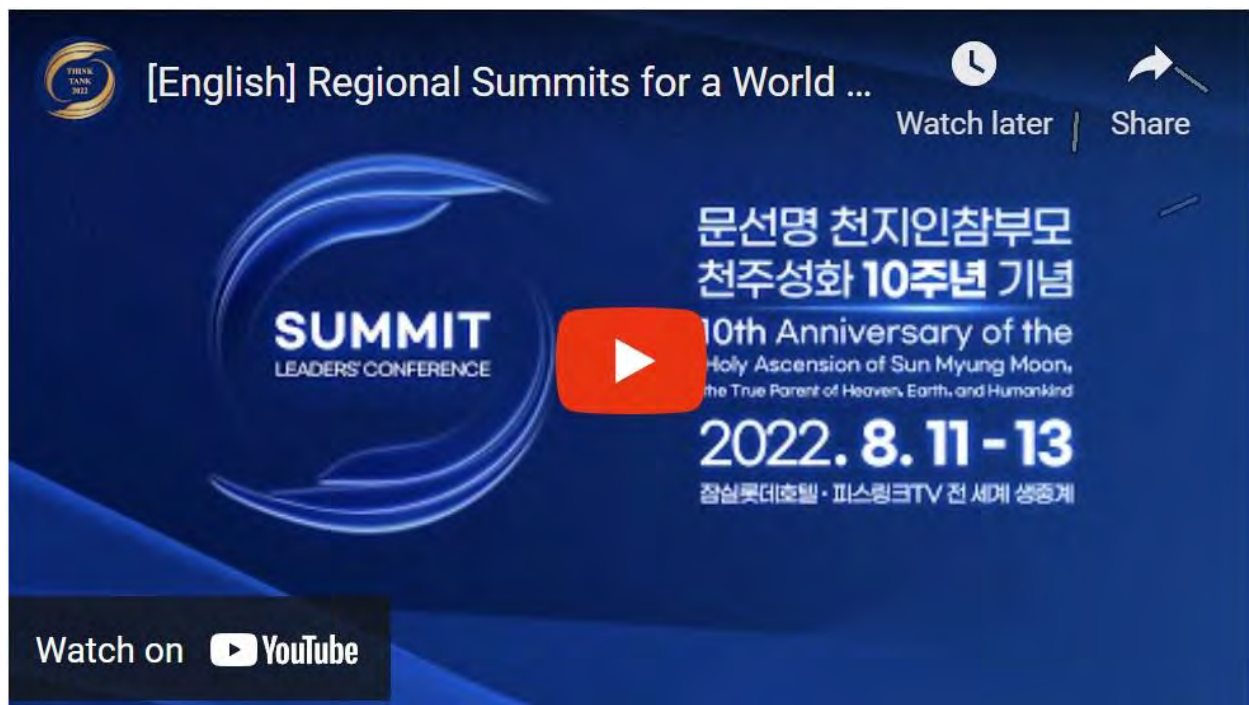 THINK
TANK
2022
[English] Regional Summits for a World ...
Watch later
Share
SUMMIT
LEADERS' CONFERENCE
문선명 천지인참부모
천주성화 10주년 기념
10th Anniversary of the
Holy Ascension of Sun Myung Moon,
the True Parent of Heaven, Earth, and Humankind
2022. 8. 11 - 13
잠실롯데호텔 · 피스링크TV 전 세계 생중계
Watch on YouTube